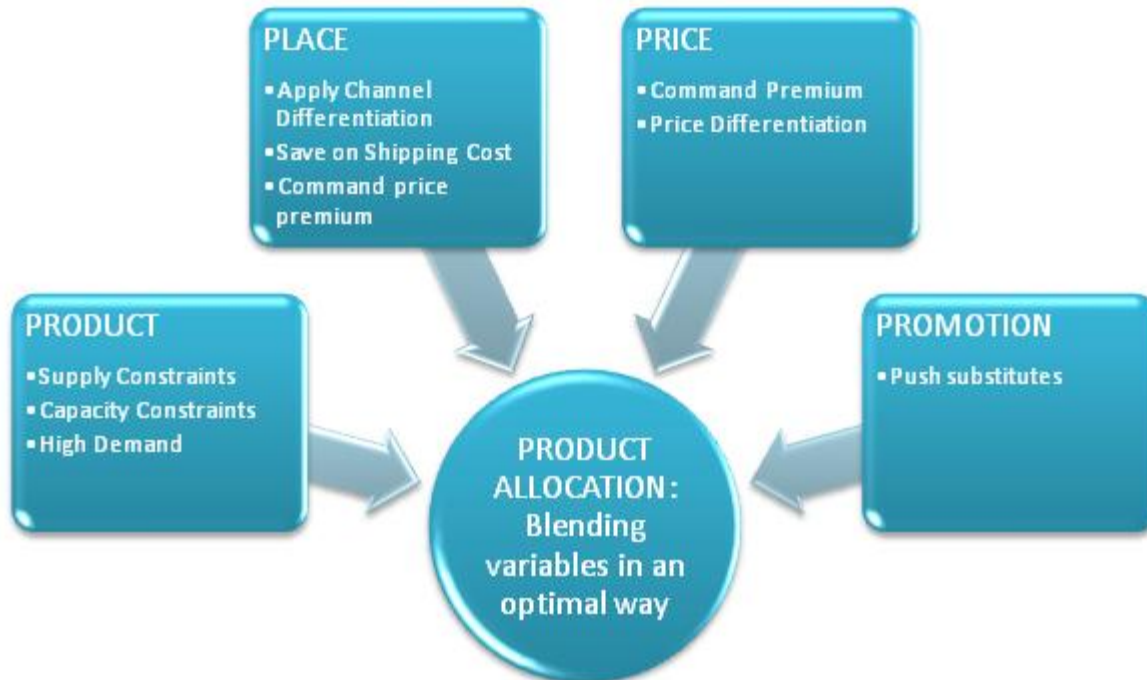 PLACE
▪Apply Channel
Differentiation
▪Save on Shipping Cost
▪Command price
premium
PRICE
▪Command Premium
▪Price Differentiation
PRODUCT
▪Supply Constraints
▪Capacity Constraints
▪High Demand
PROMOTION
▪Push substitutes
PRODUCT
ALLOCATION:
Blending
variables in an
optimal way